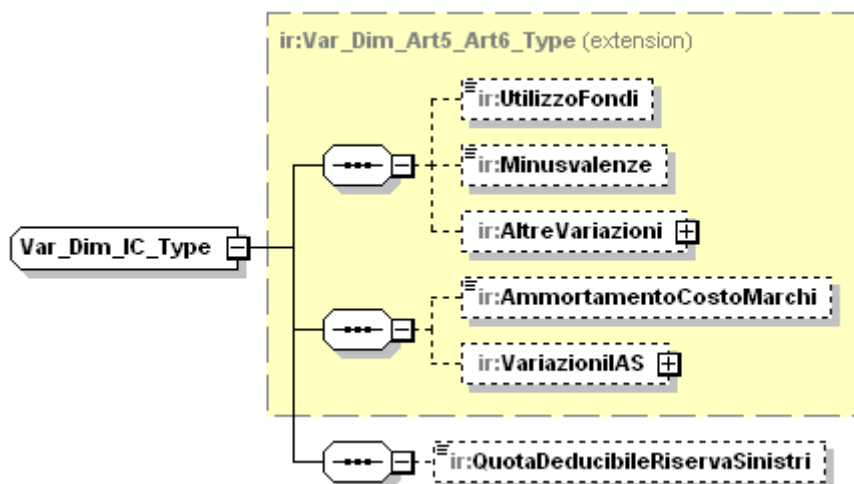 ir:Var_Dim_Art5_Art6_Type (extension)
ir:UtilizzoFondi
ir:Minusvalenze
Var_Dim_IC_Type
ir:AltreVariazioni
ir:AmmortamentoCostoMarchi
ir:VariazioniIAS
ir:QuotaDeducibileRiservaSinistri